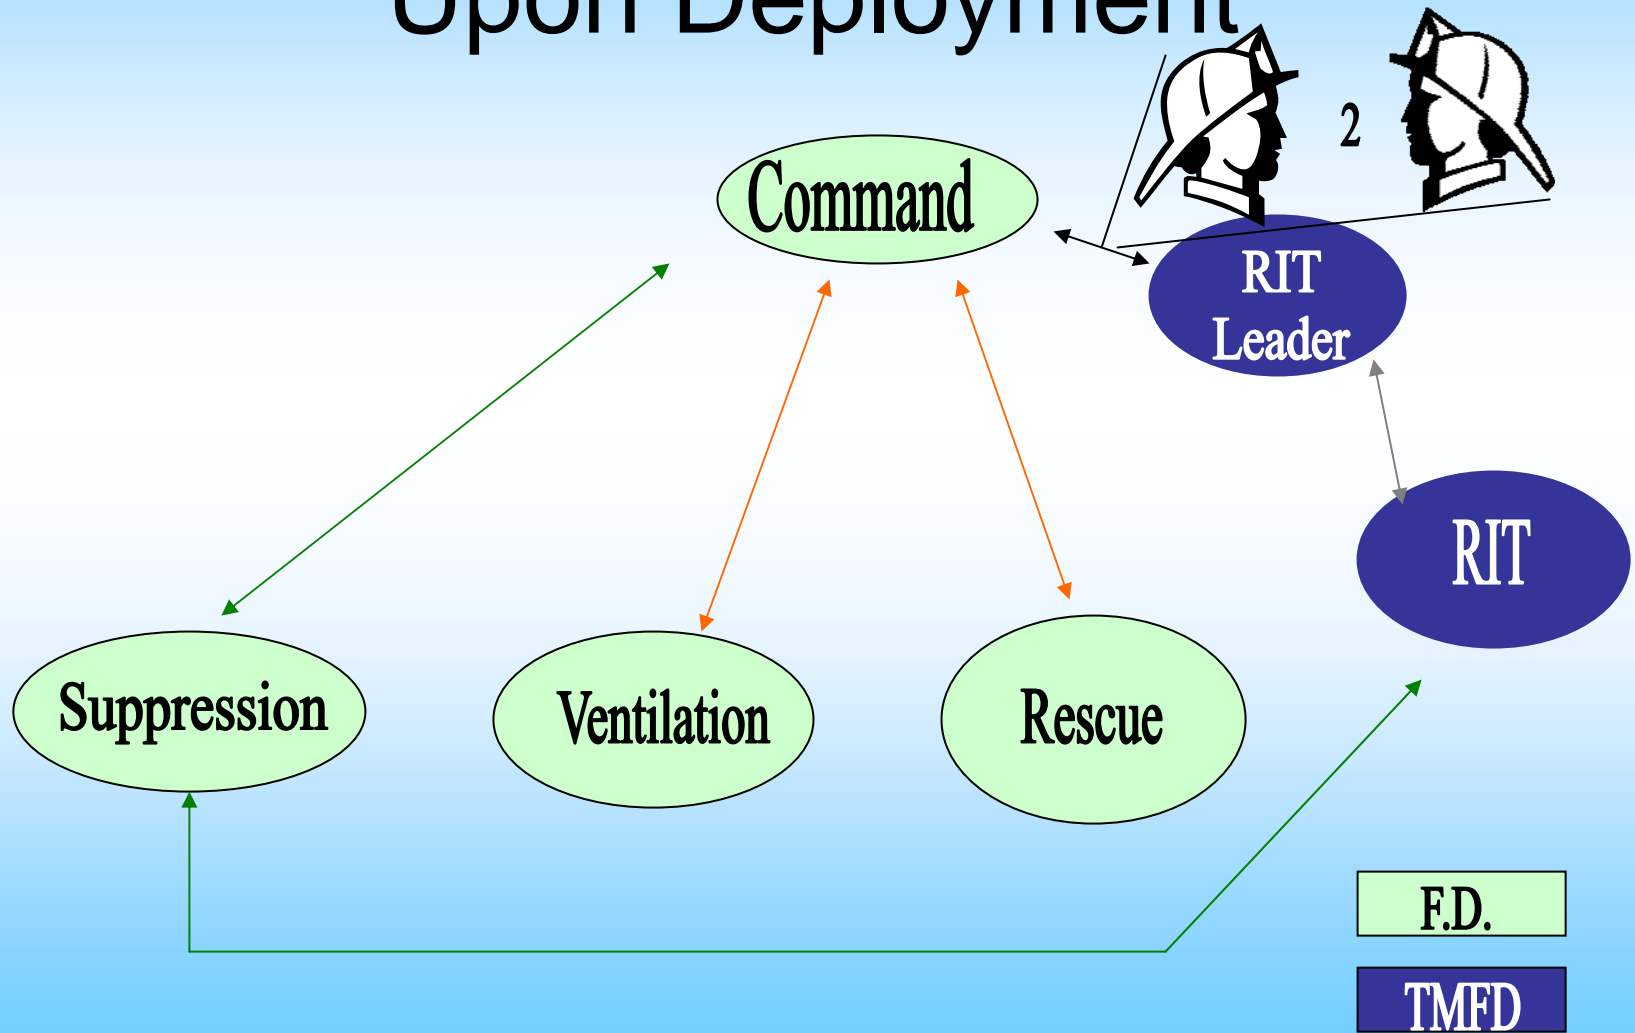 Upon Deployment
2
Command
RIT
Leader
RIT
Suppression
Ventilation
Rescue
F.D.
TMFD